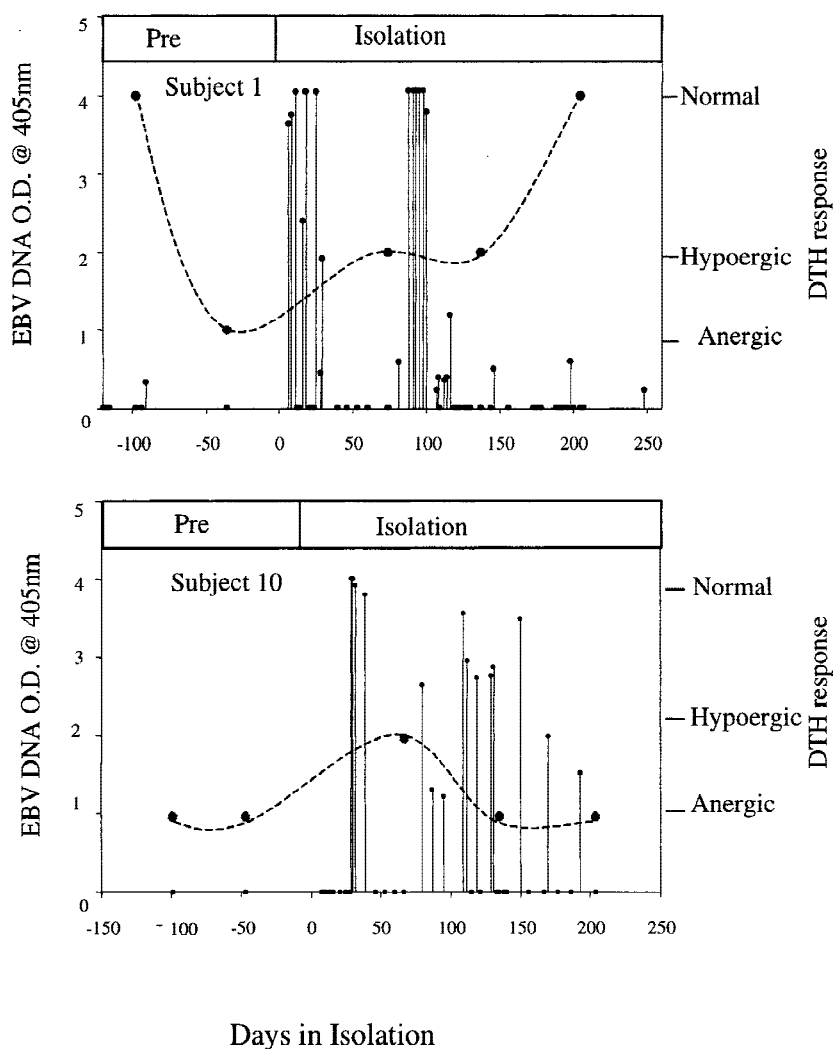 5
Pre
Isolation
Subject 1
4
Normal
3
2
Hypoergic
1
Anergic
0
EBV DNA O.D. @ 405nm
DTH response
-100
-50
0
50
100
150
200
250
5
Pre
Isolation
Subject 10
4
Normal
3
2
Hypoergic
1
Anergic
0
EBV DNA O.D. @ 405nm
DTH response
-150
-100
-50
0
50
100
150
200
250
Days in Isolation